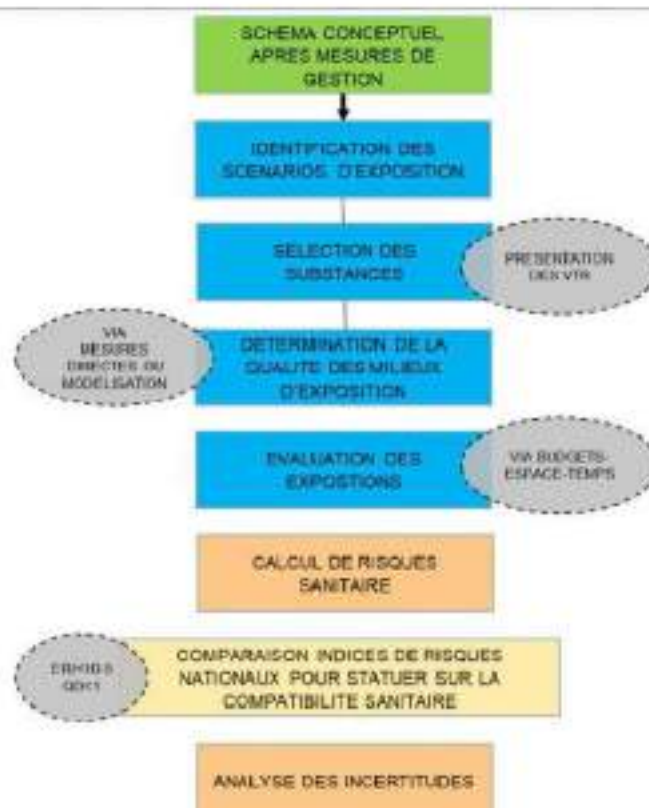 SCHEMA CONCEPTUEL
APRES MESURES DE
GESTION
IDENTIFICATION DES
SCENARIOS D'EXPOSITION
SELECTION DES
SUBSTANCES
PRESENTATION
DES VTR
VIA
MESURES
DIRECTES OU
MODELISATION
DETERMINATION DE LA
QUALITE DES MILIEUX
D'EXPOSITION
EVALUATION DES
EXPOSTIONS
VIA BUDGETS-
ESPACE-TEMPS
CALCUL DE RISQUES
SANITAIRE
COMPARAISON INDICES DE RISQUES
NATIONAUX POUR STATUER SUR LA
COMPATIBILITE SANITAIRE
ANALYSE DES INCERTITUDES